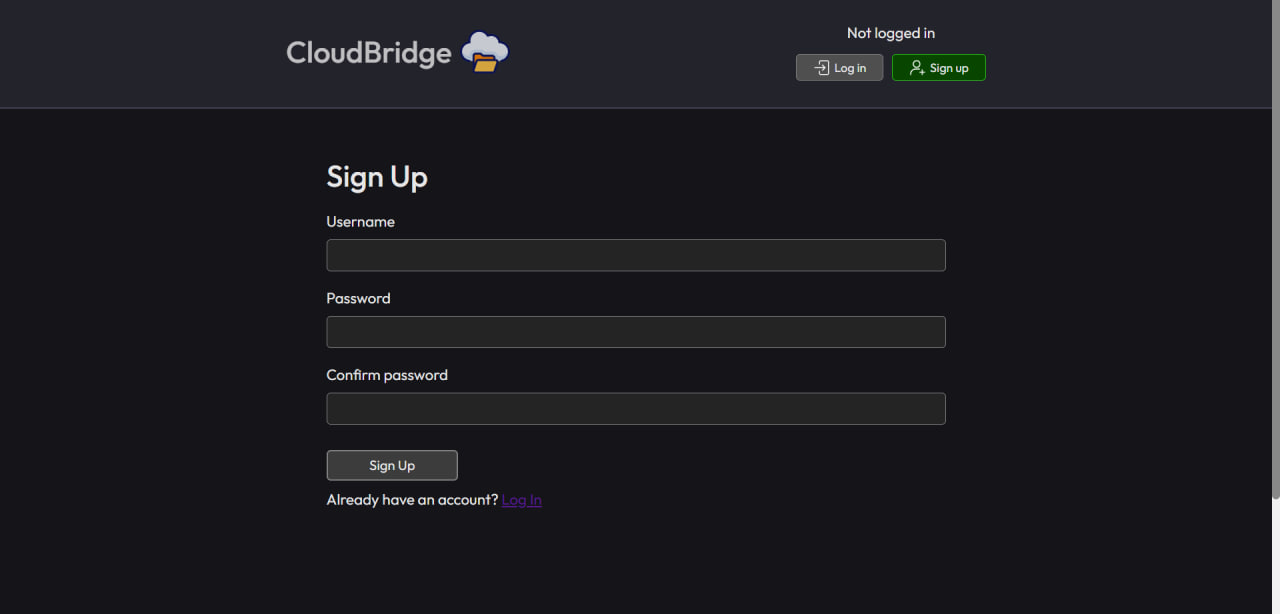 CloudBridge
Not logged in
Log in
Sign up
Sign Up
Username
Password
Confirm password
Sign Up
Already have an account? Log In